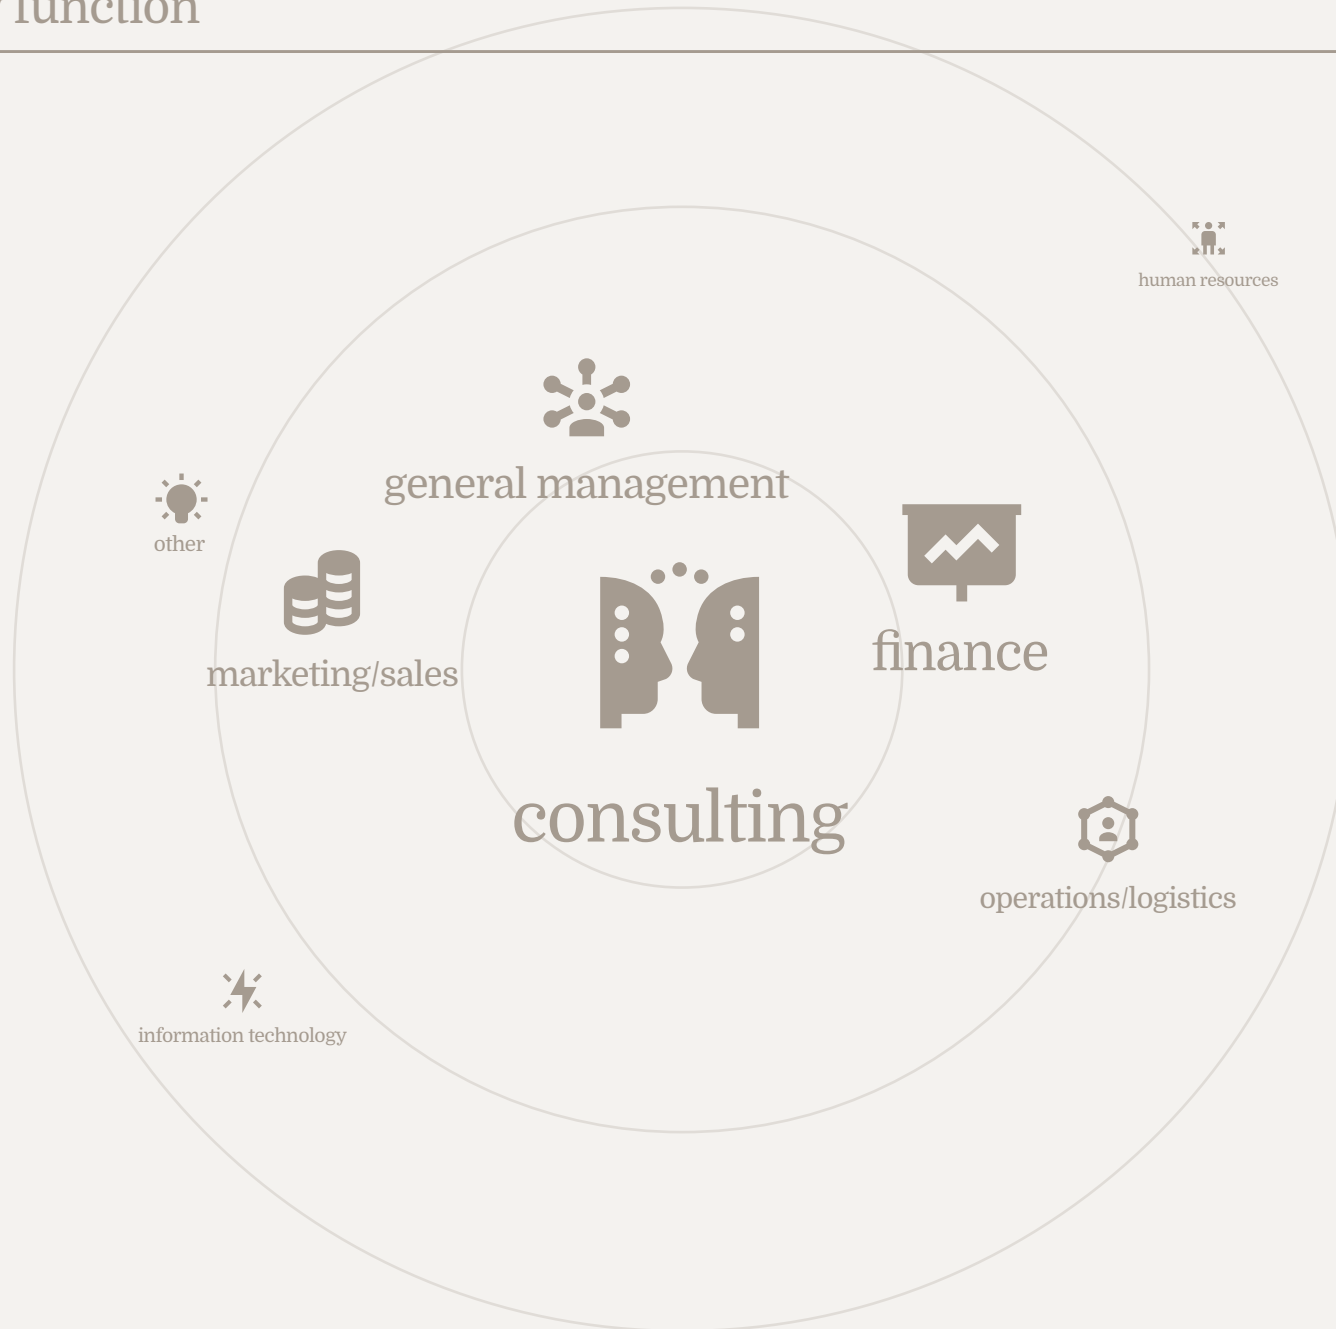 function
human resources
general management
other
finance
marketing/sales
consulting
operations/logistics
information technology